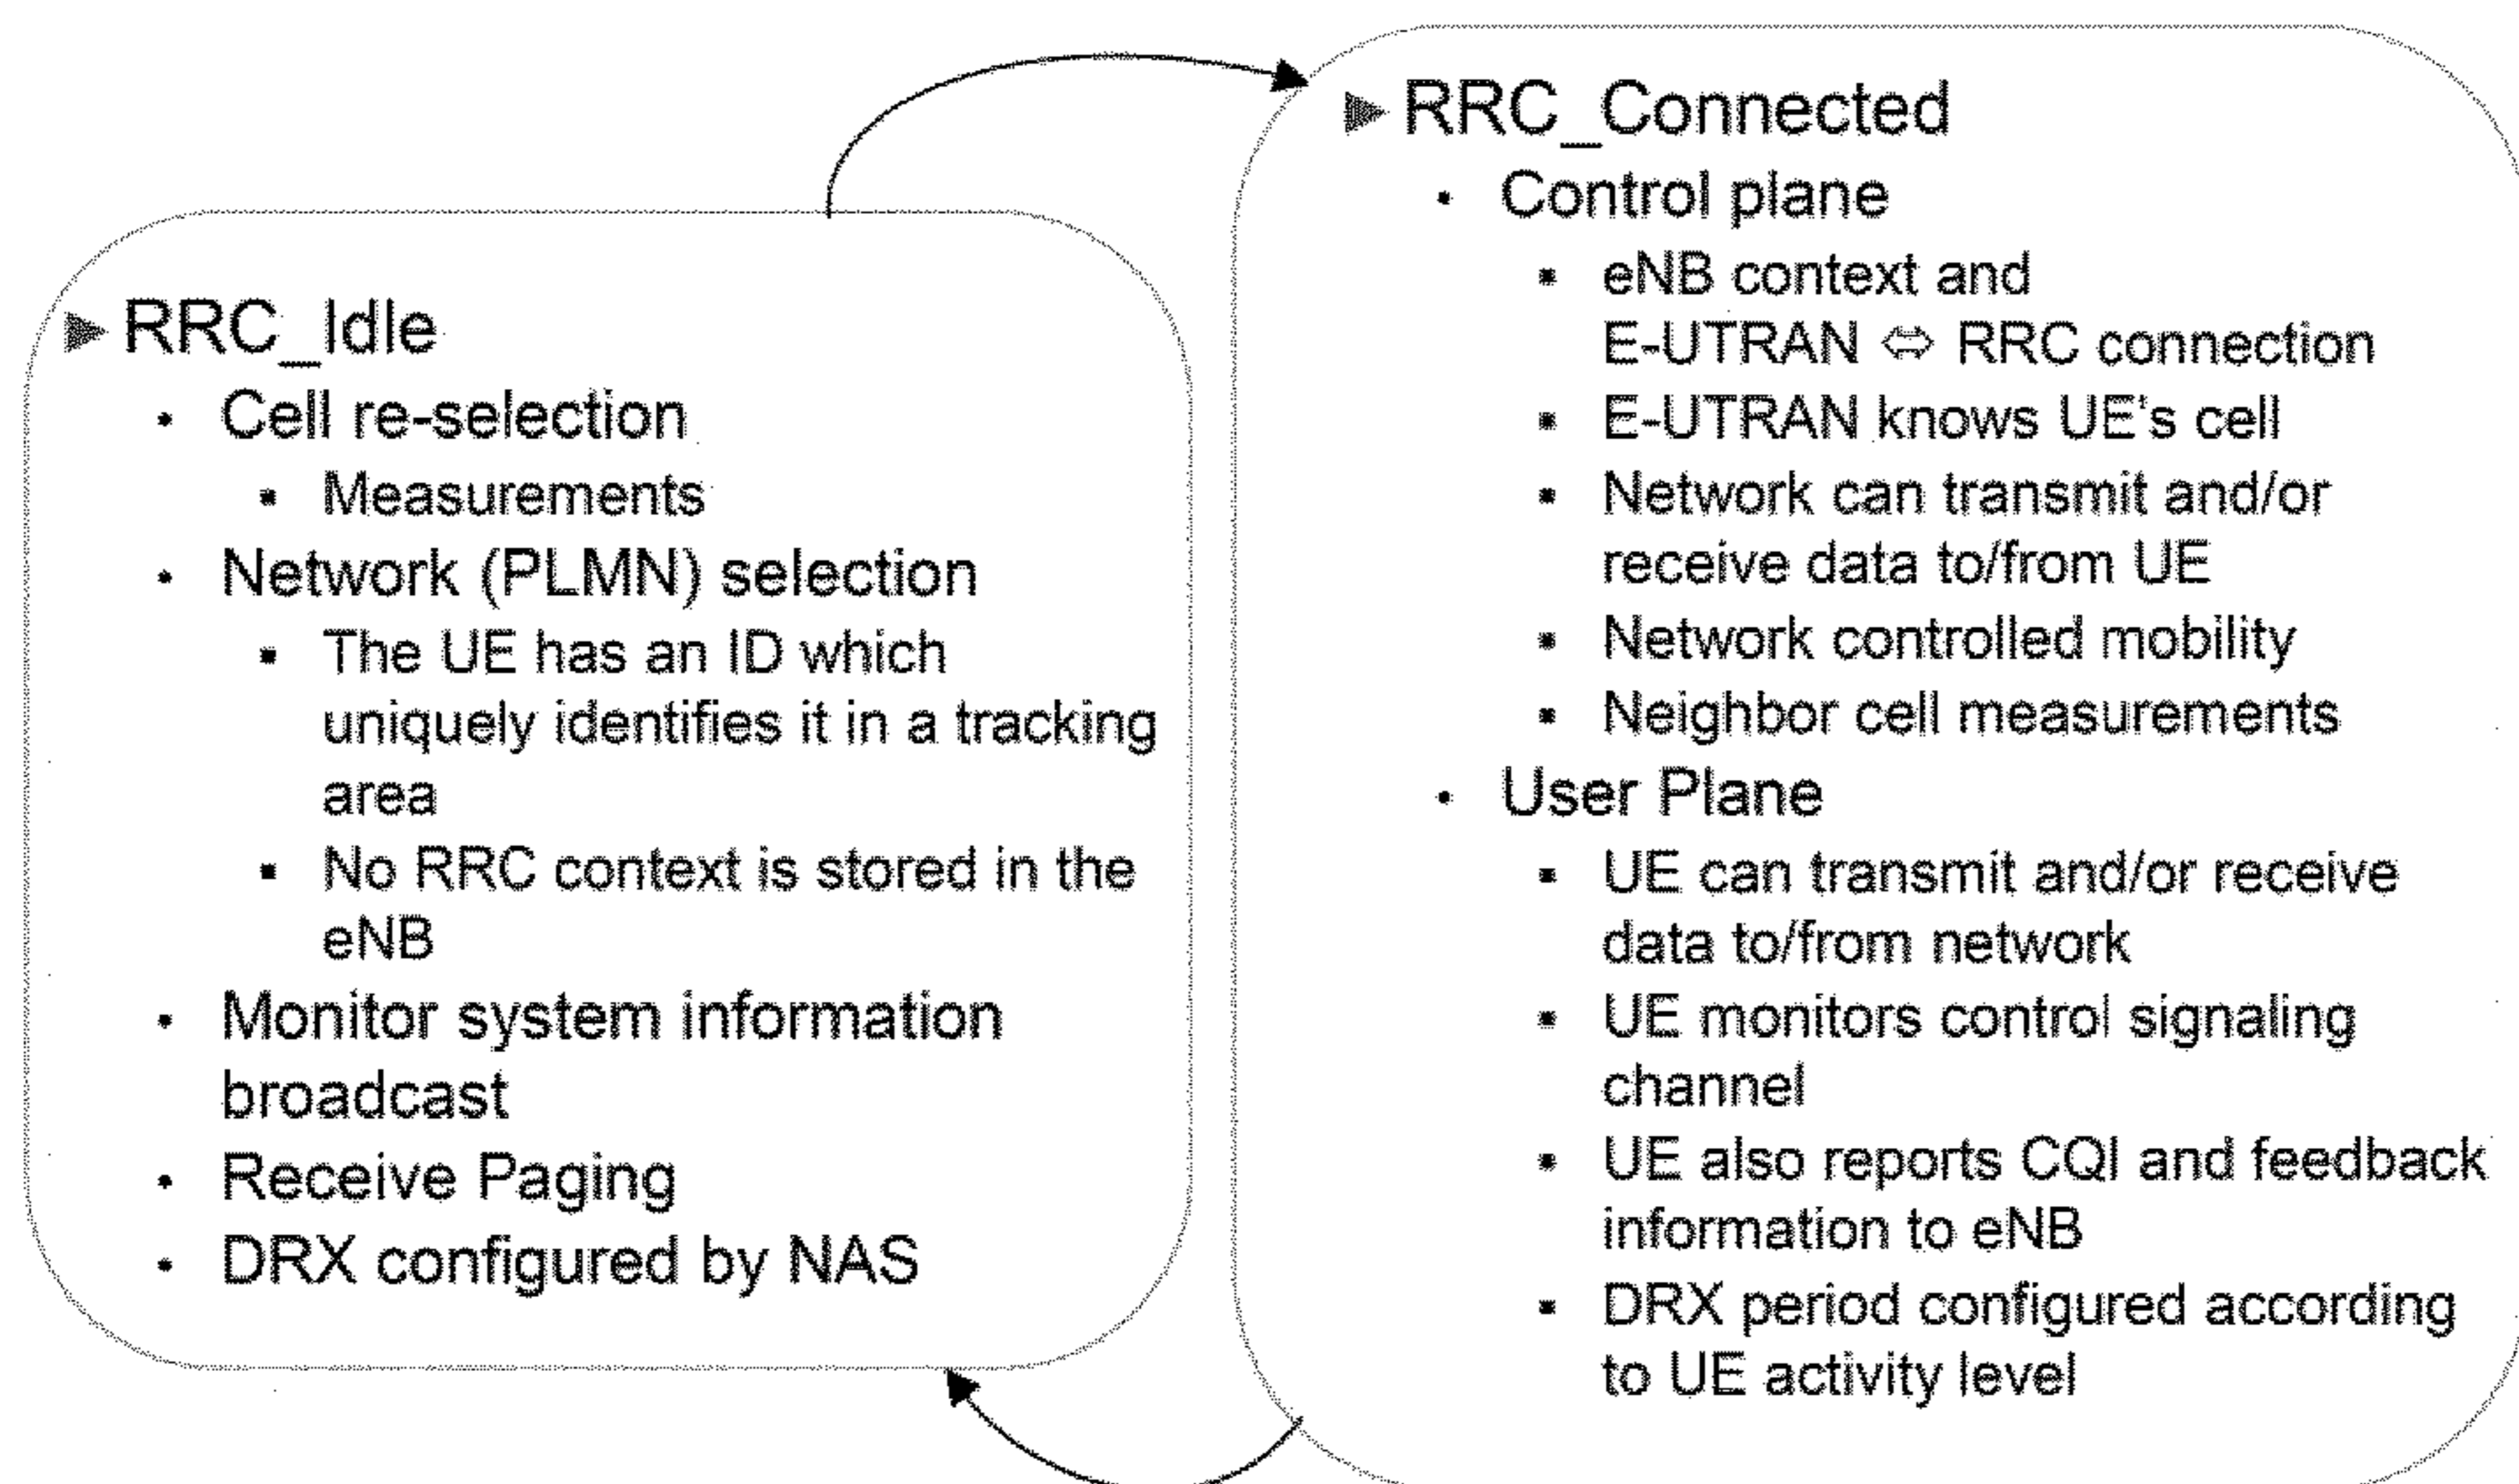 ► RRC_Idle
• Cell re-selection
▪ Measurements
• Network (PLMN) selection
▪ The UE has an ID which
uniquely identifies it in a tracking
area
▪ No RRC context is stored in the
eNB
• Monitor system information
broadcast
• Receive Paging
• DRX configured by NAS
► RRC_Connected
• Control plane
▪ eNB context and
E-UTRAN ⇔ RRC connection
▪ E-UTRAN knows UE's cell
▪ Network can transmit and/or
receive data to/from UE
▪ Network controlled mobility
▪ Neighbor cell measurements
• User Plane
▪ UE can transmit and/or receive
data to/from network
▪ UE monitors control signaling
channel
▪ UE also reports CQI and feedback
information to eNB
▪ DRX period configured according
to UE activity level